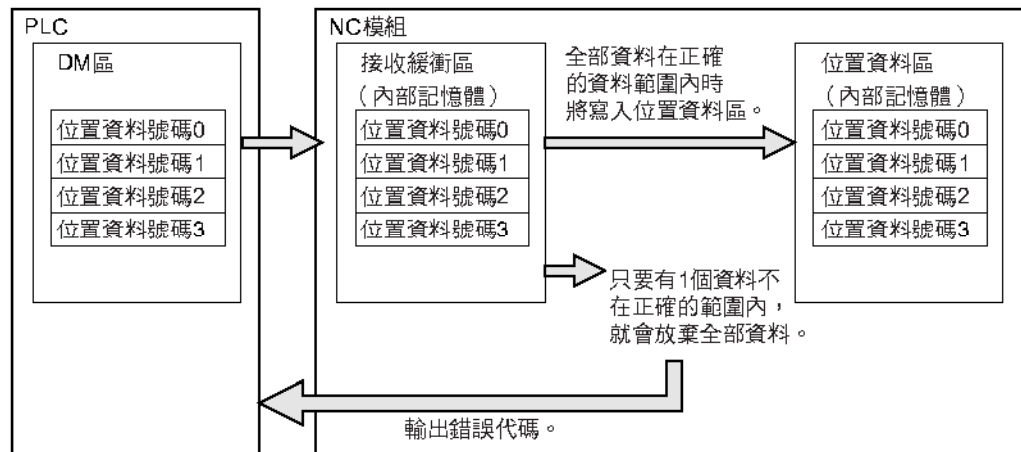 PLC
DM區
位置資料號碼0
位置資料號碼1
位置資料號碼2
位置資料號碼3
NC模組
接收緩衝區
（內部記憶體）
位置資料號碼0
位置資料號碼1
位置資料號碼2
位置資料號碼3
全部資料在正確
的資料範圍內時
將寫入位置資料區。
位置資料區
（內部記憶體）
位置資料號碼0
位置資料號碼1
位置資料號碼2
位置資料號碼3
只要有1個資料不
在正確的範圍內，
就會放棄全部資料。
輸出錯誤代碼。